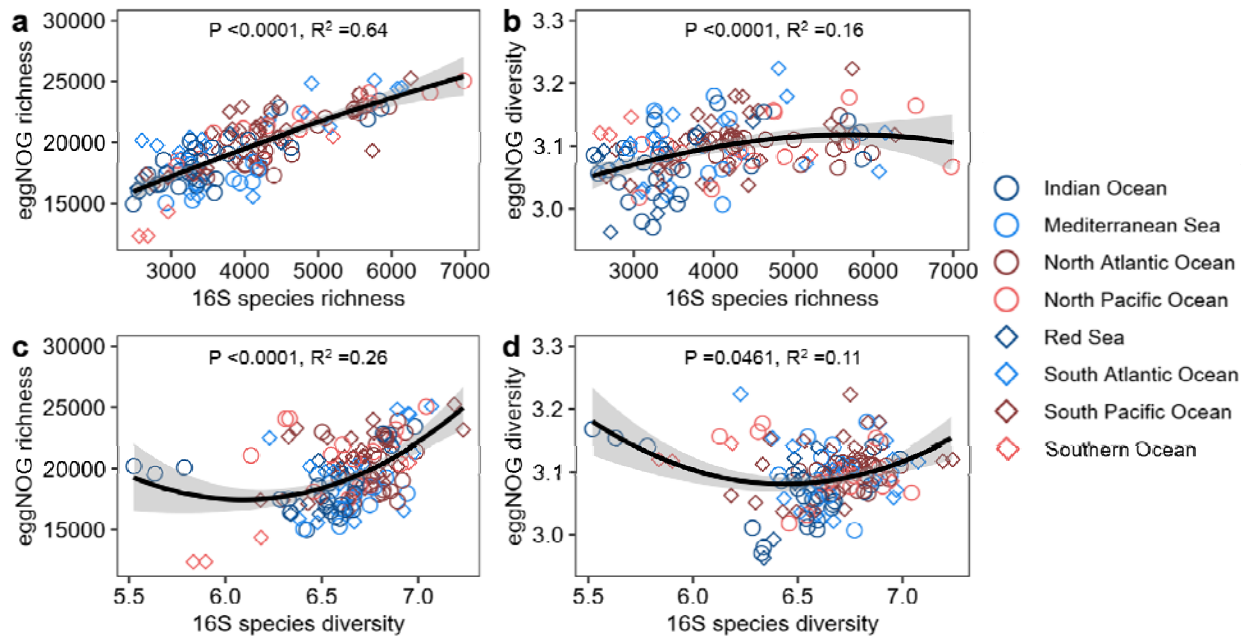 a
P <0.0001, R² =0.64
eggNOG richness
30000
25000
20000
15000
3000 4000 5000 6000 7000
16S species richness
b
P <0.0001, R² =0.16
eggNOG diversity
3.3
3.2
3.1
3.0
3000 4000 5000 6000 7000
16S species richness
c
P <0.0001, R² =0.26
eggNOG richness
30000
25000
20000
15000
5.5 6.0 6.5 7.0
16S species diversity
d
P =0.0461, R² =0.11
eggNOG diversity
3.3
3.2
3.1
3.0
5.5 6.0 6.5 7.0
16S species diversity
Indian Ocean
Mediterranean Sea
North Atlantic Ocean
North Pacific Ocean
Red Sea
South Atlantic Ocean
South Pacific Ocean
Southern Ocean